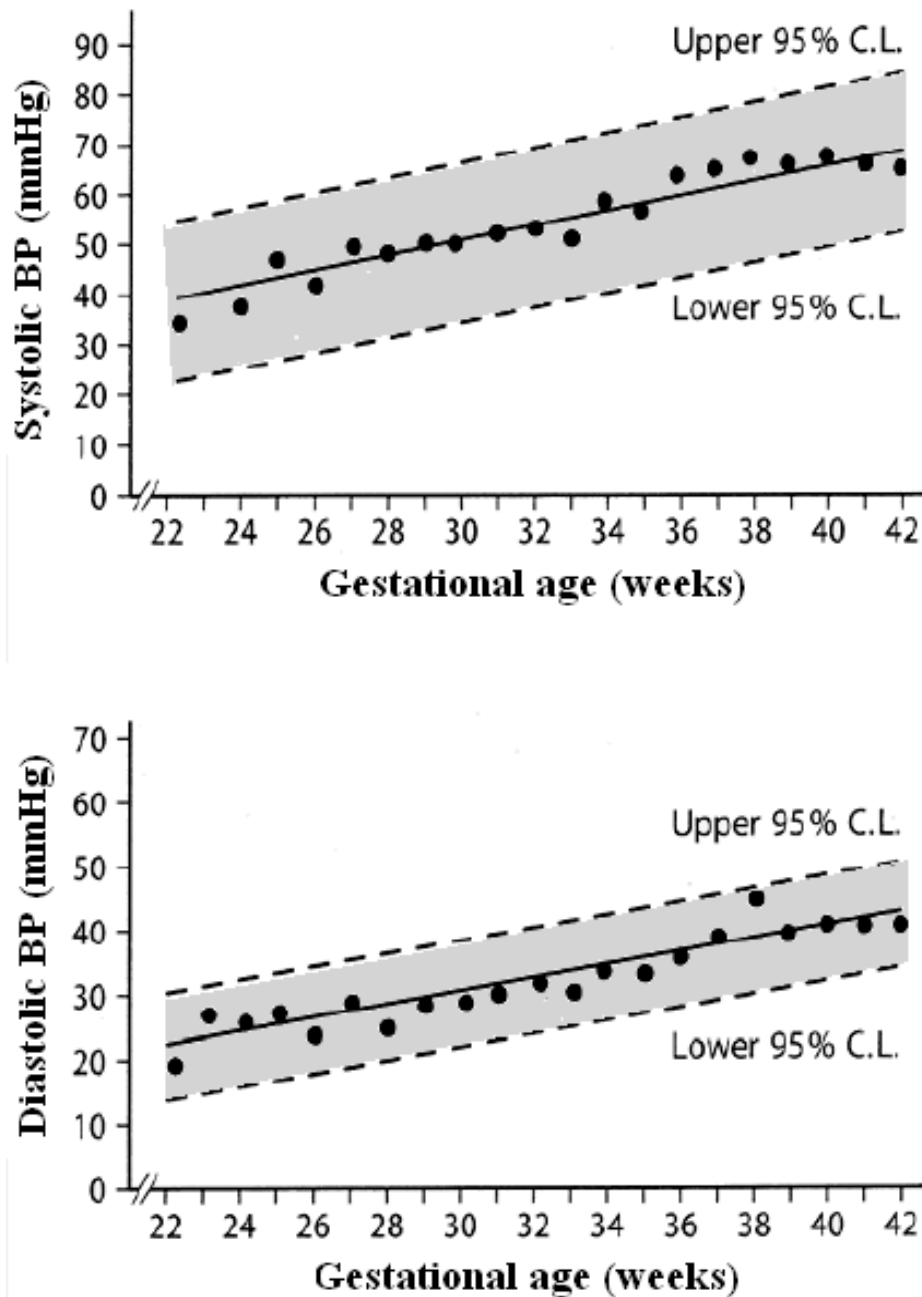 Systolic BP (mmHg)
90
80
70
60
50
40
30
20
10
0
Upper 95% C.L.
Lower 95% C.L.
22 24 26 28 30 32 34 36 38 40 42
Gestational age (weeks)
Diastolic BP (mmHg)
70
60
50
40
30
20
10
0
Upper 95% C.L.
Lower 95% C.L.
22 24 26 28 30 32 34 36 38 40 42
Gestational age (weeks)